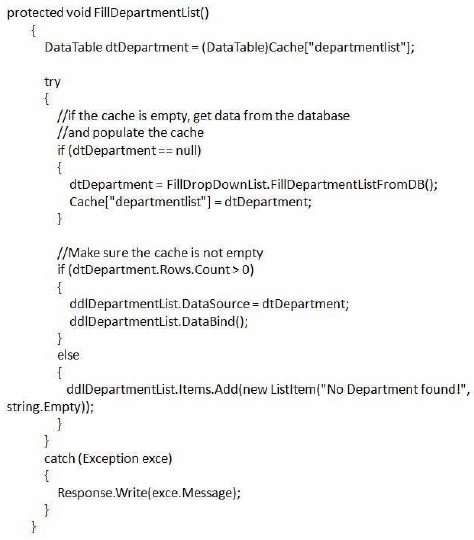 protected void FillDepartmentList()
{
DataTable dtDepartment = (DataTable)Cache["departmentlist"];
try
{
//if the cache is empty, get data from the database
//and populate the cache
if (dtDepartment == null)
{
dtDepartment = FillDropDownList.FillDepartmentListFromDB();
Cache["departmentlist"] = dtDepartment;
}
//Make sure the cache is not empty
if (dtDepartment.Rows.Count > 0)
{
ddlDepartmentList.DataSource = dtDepartment;
ddlDepartmentList.DataBind();
}
else
{
ddlDepartmentList.Items.Add(new ListItem("No Department found!",
string.Empty));
}
}
catch (Exception exce)
{
Response.Write(exce.Message);
}
}